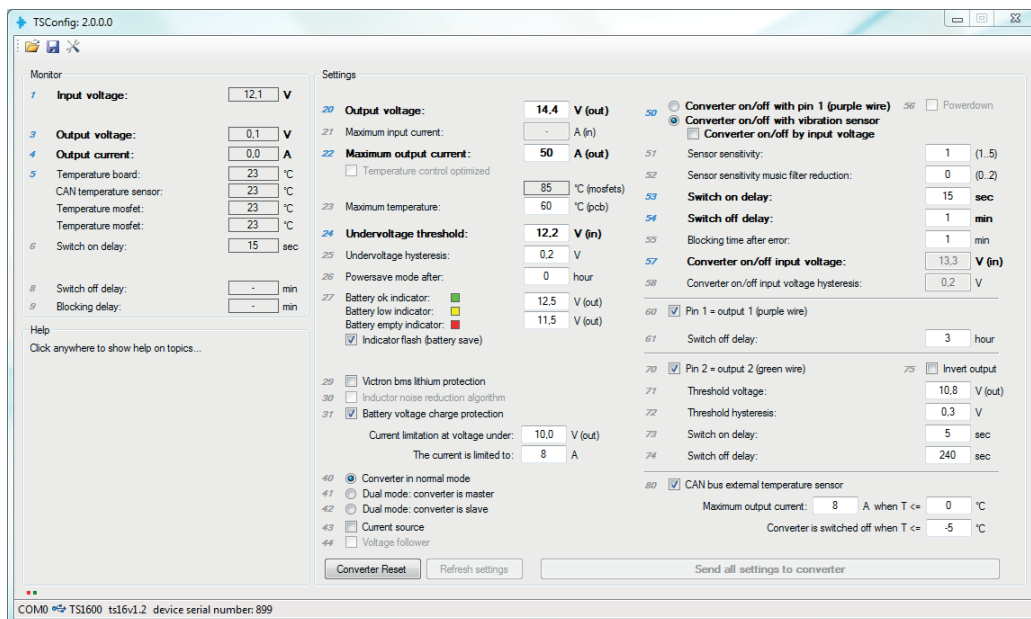 TSConfig: 2.0.0.0
Monitor
1 Input voltage: 12,1 V
3 Output voltage: 0,1 V
4 Output current: 0,0 A
5 Temperature board: 23 °C
CAN temperature sensor: 23 °C
Temperature mosfet: 23 °C
Temperature mosfet: 23 °C
6 Switch on delay: 15 sec
8 Switch off delay: - min
9 Blocking delay: - min
Help
Click anywhere to show help on topics...
Settings
20 Output voltage: 14,4 V (out)
21 Maximum input current: - A (in)
22 Maximum output current: 50 A (out)
Temperature control optimized
85 °C (mosfets)
23 Maximum temperature: 60 °C (pcb)
24 Undervoltage threshold: 12,2 V (in)
25 Undervoltage hysteresis: 0,2 V
26 Powersave mode after: 0 hour
27 Battery ok indicator: 12,5 V (out)
Battery low indicator:
Battery empty indicator: 11,5 V (out)
Indicator flash (battery save)
29 Victron bms lithium protection
30 Inductor noise reduction algorithm
31 Battery voltage charge protection
Current limitation at voltage under: 10,0 V (out)
The current is limited to: 8 A
40 Converter in normal mode
41 Dual mode: converter is master
42 Dual mode: converter is slave
43 Current source
44 Voltage follower
Converter Reset Refresh settings
50 Converter on/off with pin 1 (purple wire) 56 Powerdown
Converter on/off with vibration sensor
Converter on/off by input voltage
51 Sensor sensitivity: 1 (1..5)
52 Sensor sensitivity music filter reduction: 0 (0..2)
53 Switch on delay: 15 sec
54 Switch off delay: 1 min
55 Blocking time after error: 1 min
57 Converter on/off input voltage: 13,3 V (in)
58 Converter on/off input voltage hysteresis: 0,2 V
60 Pin 1 = output 1 (purple wire)
61 Switch off delay: 3 hour
70 Pin 2 = output 2 (green wire) 75 Invert output
71 Threshold voltage: 10,8 V (out)
72 Threshold hysteresis: 0,3 V
73 Switch on delay: 5 sec
74 Switch off delay: 240 sec
80 CAN bus external temperature sensor
Maximum output current: 8 A when T <= 0 °C
Converter is switched off when T <= -5 °C
Send all settings to converter
COM0 TS1600 ts16v1.2 device serial number: 899